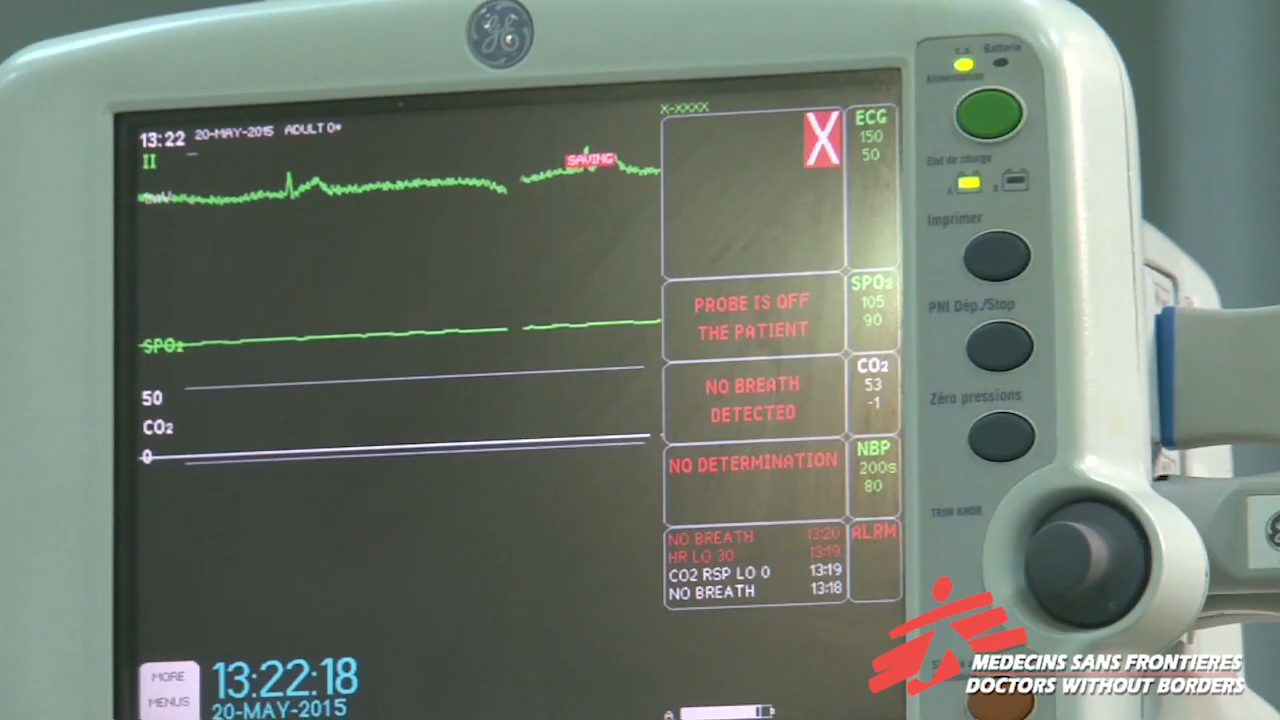 c.a. Batterie
Alimentation
13:22 20-MAY-2015 ADULT 0*
II
SAVING
1mV
X-XXXX
X
ECG
150
50
Etat de charge
A B
Imprimer
SPO2
PROBE IS OFF
THE PATIENT
SPO2
105
90
PNI Dép./Stop
50
CO2
0
NO BREATH
DETECTED
CO2
53
-1
Zéro pressions
NO DETERMINATION
NBP
200s
80
TRIM KNOB
NO BREATH 13:20
HR LO 30 13:19
CO2 RSP LO 0 13:19
NO BREATH 13:18
ALRM
MORE
MENUS
13:22:18
20-MAY-2015
A
GE
MEDECINS SANS FRONTIERES
DOCTORS WITHOUT BORDERS